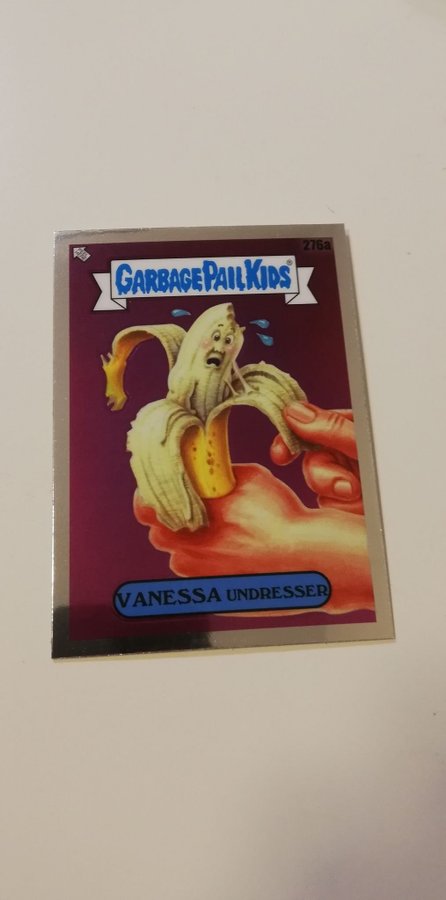 276a
GARBAGE PAIL KIDS®
VANESSA UNDRESSER